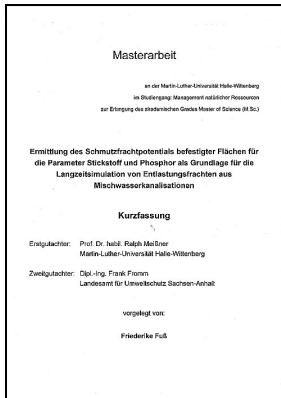 Masterarbeit
an der Martin-Luther-Universität Halle-Wittenberg
im Studiengang: Management natürlicher Ressourcen
zur Erlangung des akademischen Grades Master of Science (M.Sc.)
Ermittlung des Schmutzfrachtpotentials befestigter Flächen für
die Parameter Stickstoff und Phosphor als Grundlage für die
Langzeitsimulation von Entlastungsfrachten aus
Mischwasserkanalisationen
Kurzfassung
Erstgutachter: Prof. Dr. habil. Ralph Meißner
Martin-Luther-Universität Halle-Wittenberg
Zweitgutachter: Dipl.-Ing. Frank Fromm
Landesamt für Umweltschutz Sachsen-Anhalt
vorgelegt von:
Friederike Fuß